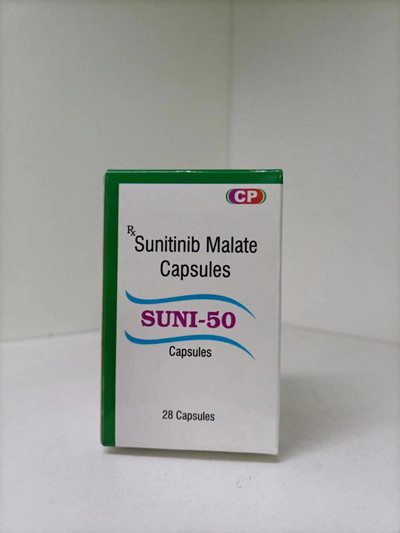 CP
Rx Sunitinib Malate
Capsules
SUNI-50
Capsules
28 Capsules